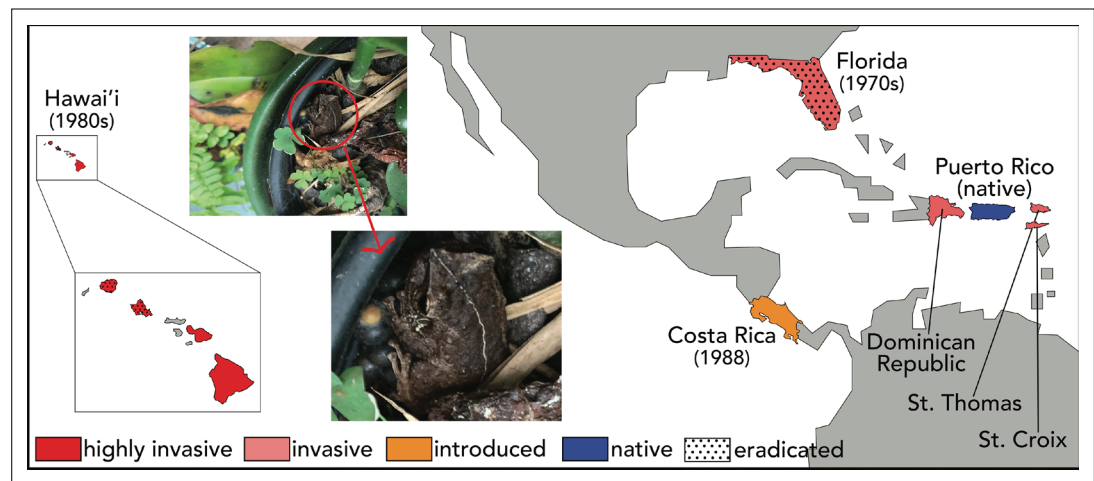 Hawai'i
(1980s)
Florida
(1970s)
Puerto Rico
(native)
Costa Rica
(1988)
Dominican
Republic
St. Thomas
St. Croix
highly invasive
invasive
introduced
native
eradicated